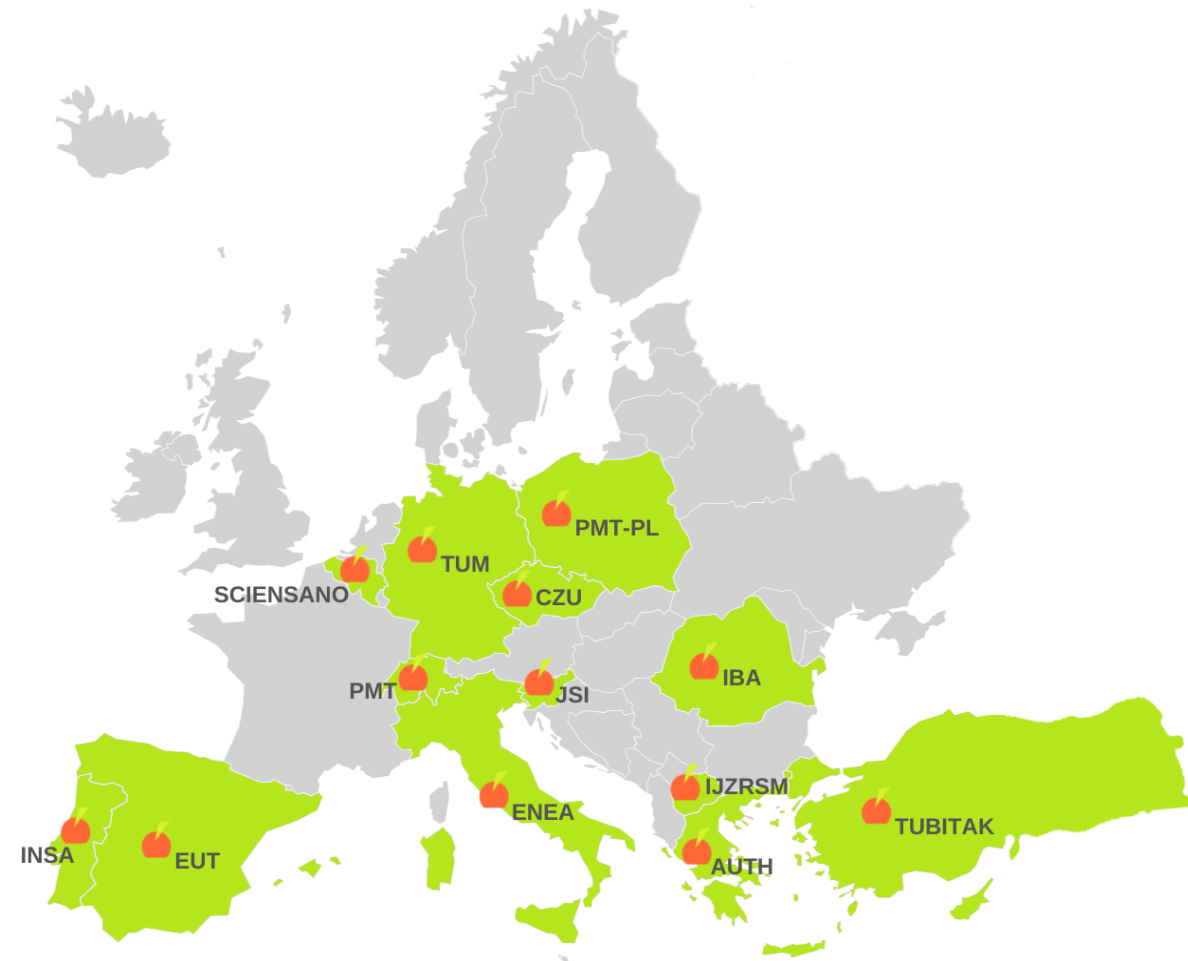 PMT-PL
TUM
SCIENSANO
CZU
IBA
PMT
JSI
IJZRSM
ENEA
TUBITAK
INSA
EUT
AUTH